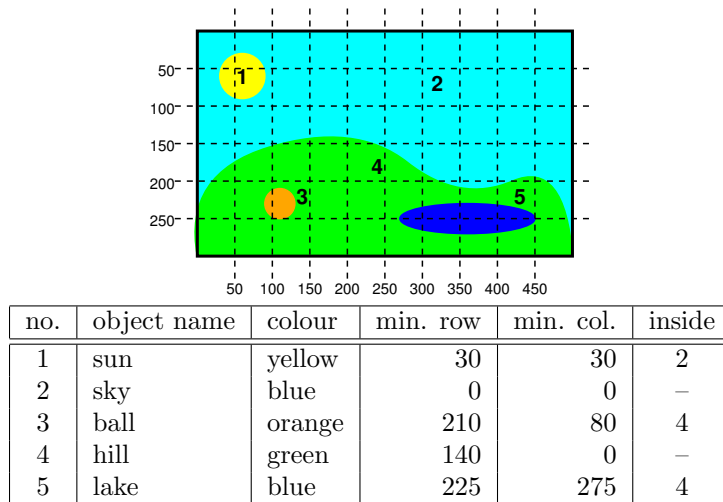 1
2
50
100
150
4
200
3
5
250
50 100 150 200 250 300 350 400 450
no. object name colour min. row min. col. inside
1 sun yellow 30 30 2
2 sky blue 0 0 –
3 ball orange 210 80 4
4 hill green 140 0 –
5 lake blue 225 275 4